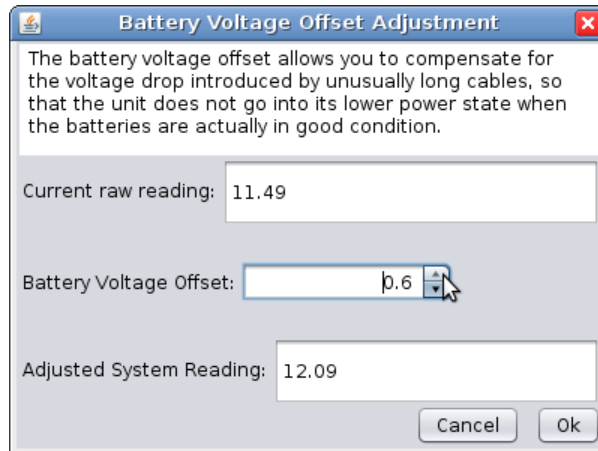 Battery Voltage Offset Adjustment
The battery voltage offset allows you to compensate for
the voltage drop introduced by unusually long cables, so
that the unit does not go into its lower power state when
the batteries are actually in good condition.
Current raw reading: 11.49
Battery Voltage Offset: 0.6
Adjusted System Reading: 12.09
Cancel Ok